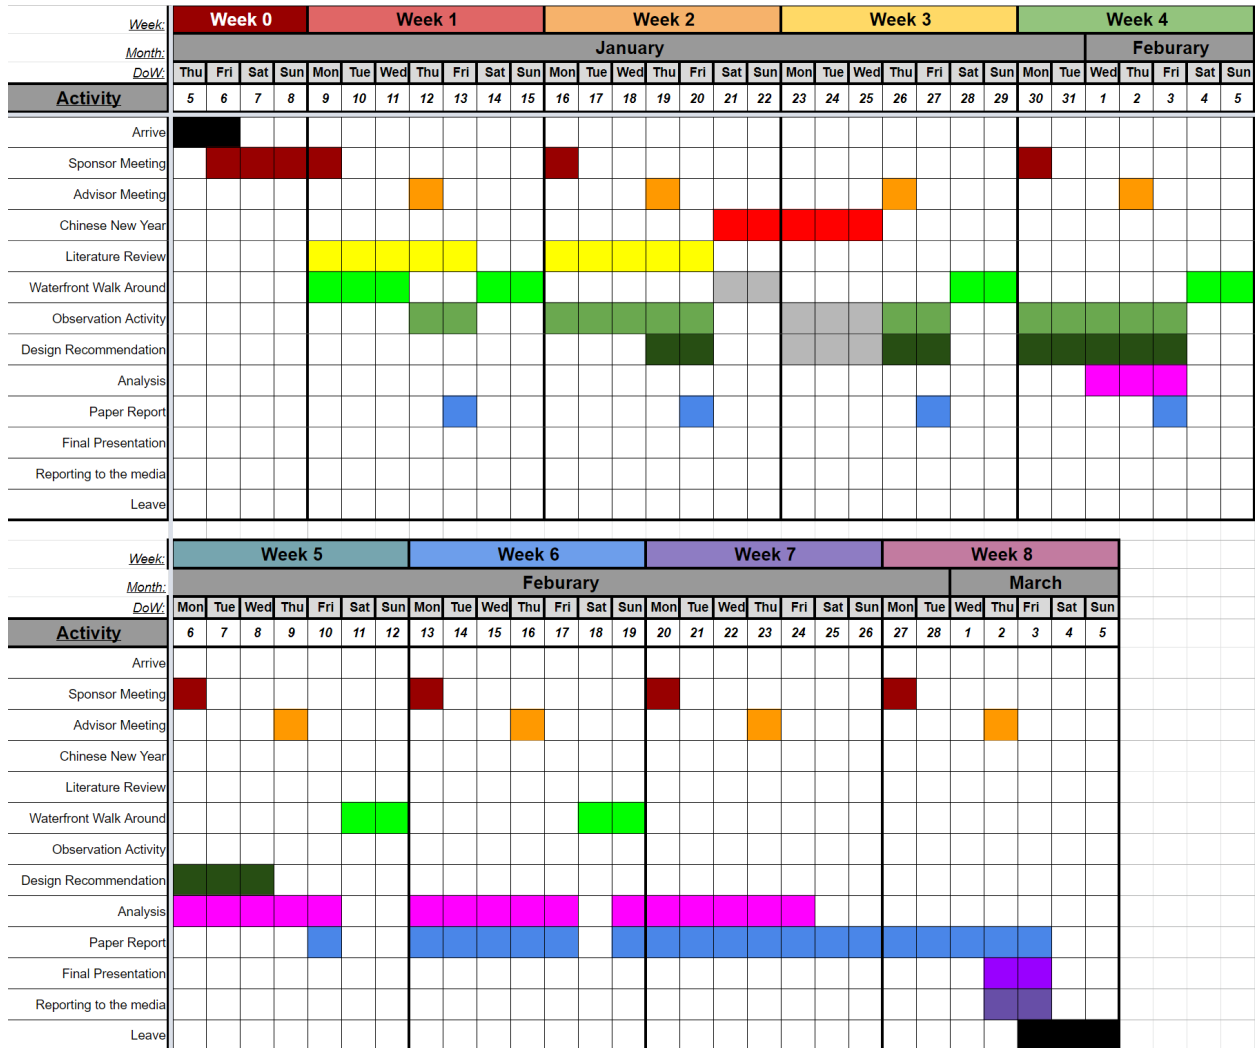 Week: Week 0 Week 1 Week 2 Week 3 Week 4
Month: January Feburary
DoW: Thu Fri Sat Sun Mon Tue Wed Thu Fri Sat Sun Mon Tue Wed Thu Fri Sat Sun Mon Tue Wed Thu Fri Sat Sun Mon Tue Wed Thu Fri Sat Sun
Activity 5 6 7 8 9 10 11 12 13 14 15 16 17 18 19 20 21 22 23 24 25 26 27 28 29 30 31 1 2 3 4 5
Arrive
Sponsor Meeting
Advisor Meeting
Chinese New Year
Literature Review
Waterfront Walk Around
Observation Activity
Design Recommendation
Analysis
Paper Report
Final Presentation
Reporting to the media
Leave
Week: Week 5 Week 6 Week 7 Week 8
Month: Feburary March
DoW: Mon Tue Wed Thu Fri Sat Sun Mon Tue Wed Thu Fri Sat Sun Mon Tue Wed Thu Fri Sat Sun Mon Tue Wed Thu Fri Sat Sun
Activity 6 7 8 9 10 11 12 13 14 15 16 17 18 19 20 21 22 23 24 25 26 27 28 1 2 3 4 5
Arrive
Sponsor Meeting
Advisor Meeting
Chinese New Year
Literature Review
Waterfront Walk Around
Observation Activity
Design Recommendation
Analysis
Paper Report
Final Presentation
Reporting to the media
Leave